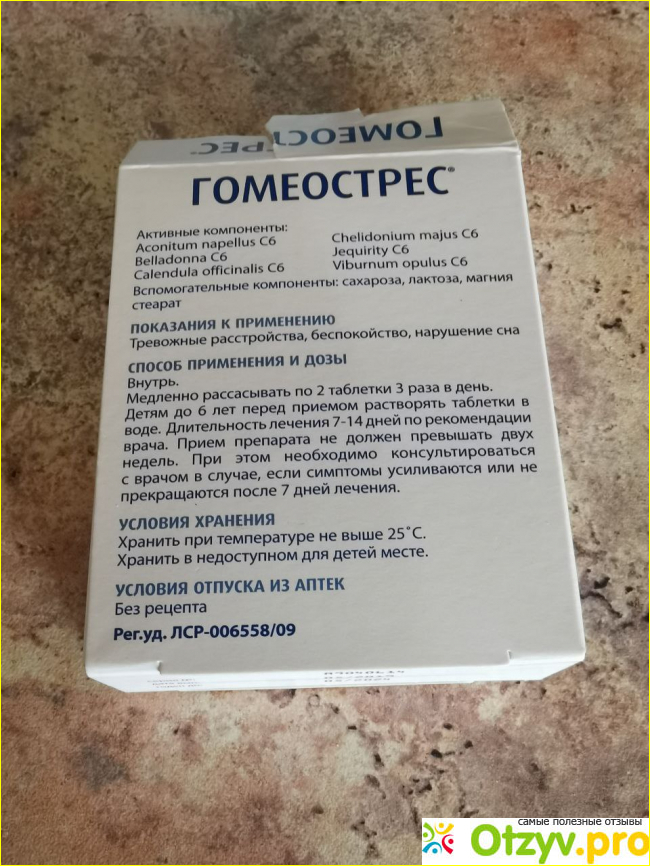 ГОМЕОСТРЕС
ГОМЕОСТРЕС®
Активные компоненты:
Aconitum napellus C6
Belladonna C6
Calendula officinalis C6
Chelidonium majus C6
Jequirity C6
Viburnum opulus C6
Вспомогательные компоненты: сахароза, лактоза, магния
стеарат
ПОКАЗАНИЯ К ПРИМЕНЕНИЮ
Тревожные расстройства, беспокойство, нарушение сна
СПОСОБ ПРИМЕНЕНИЯ И ДОЗЫ
Внутрь.
Медленно рассасывать по 2 таблетки 3 раза в день.
Детям до 6 лет перед приемом растворять таблетки в
воде. Длительность лечения 7-14 дней по рекомендации
врача. Прием препарата не должен превышать двух
недель. При этом необходимо консультироваться
с врачом в случае, если симптомы усиливаются или не
прекращаются после 7 дней лечения.
УСЛОВИЯ ХРАНЕНИЯ
Хранить при температуре не выше 25˚С.
Хранить в недоступном для детей месте.
УСЛОВИЯ ОТПУСКА ИЗ АПТЕК
Без рецепта
Рег.уд. ЛСР-006558/09
самые полезные отзывы
Otzyv.pro